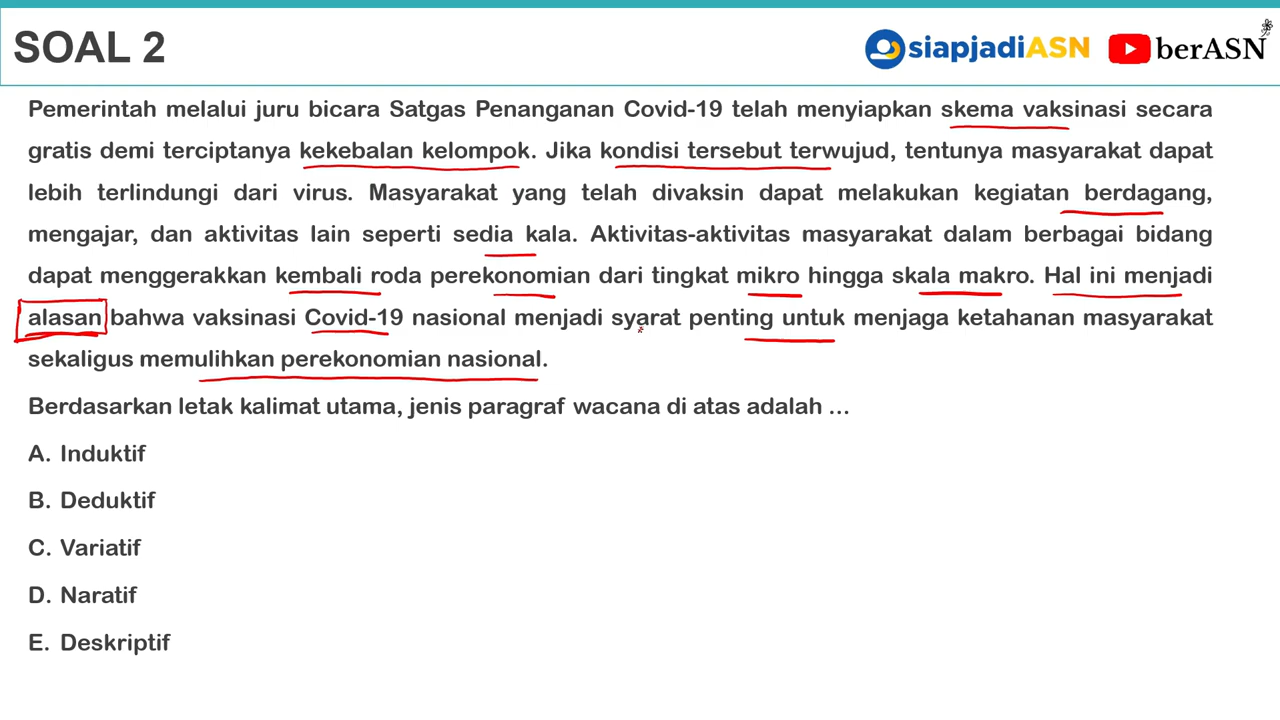 SOAL 2
siapjadiASN
berASN
Pemerintah melalui juru bicara Satgas Penanganan Covid-19 telah menyiapkan skema vaksinasi secara
gratis demi terciptanya kekebalan kelompok. Jika kondisi tersebut terwujud, tentunya masyarakat dapat
lebih terlindungi dari virus. Masyarakat yang telah divaksin dapat melakukan kegiatan berdagang,
mengajar, dan aktivitas lain seperti sedia kala. Aktivitas-aktivitas masyarakat dalam berbagai bidang
dapat menggerakkan kembali roda perekonomian dari tingkat mikro hingga skala makro. Hal ini menjadi
alasan bahwa vaksinasi Covid-19 nasional menjadi syarat penting untuk menjaga ketahanan masyarakat
sekaligus memulihkan perekonomian nasional.
Berdasarkan letak kalimat utama, jenis paragraf wacana di atas adalah ...
A. Induktif
B. Deduktif
C. Variatif
D. Naratif
E. Deskriptif